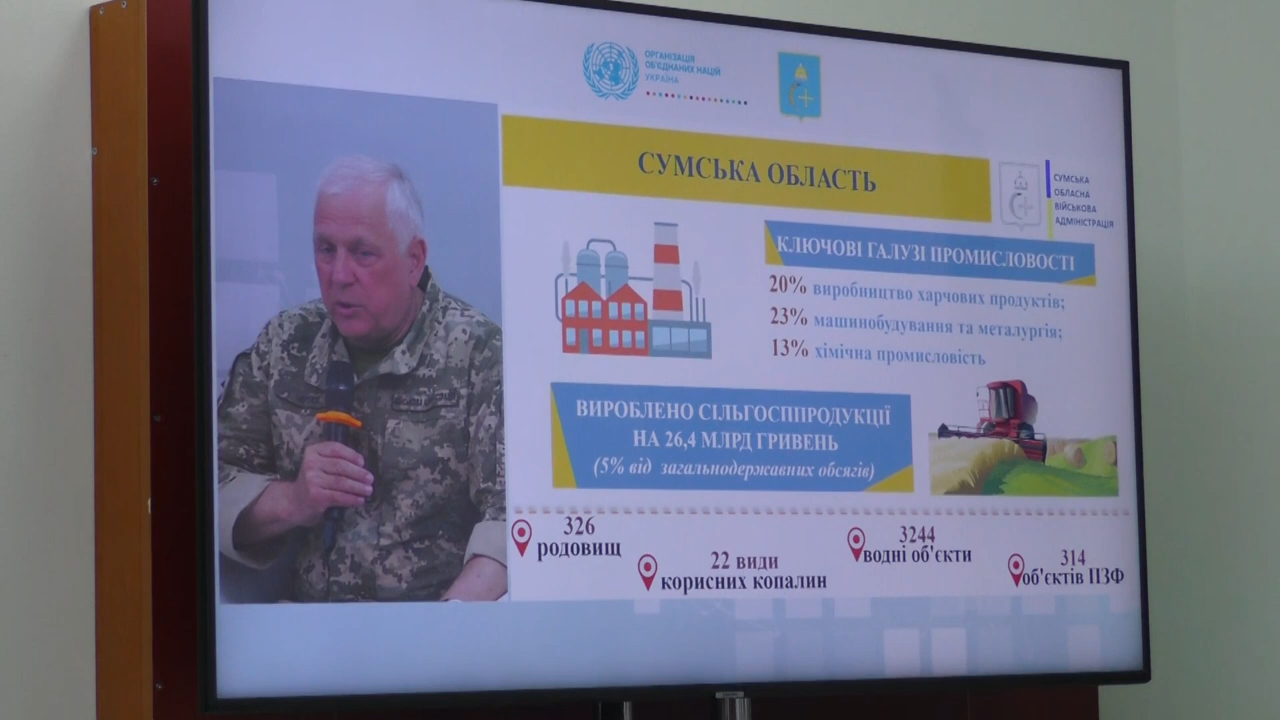 ОРГАНІЗАЦІЯ
ОБ'ЄДНАНИХ НАЦІЙ
УКРАЇНА
СУМСЬКА ОБЛАСТЬ
СУМСЬКА
ОБЛАСНА
ВІЙСЬКОВА
АДМІНІСТРАЦІЯ
КЛЮЧОВІ ГАЛУЗІ ПРОМИСЛОВОСТІ
20% виробництво харчових продуктів;
23% машинобудування та металургія;
13% хімічна промисловість
ВИРОБЛЕНО СІЛЬГОСППРОДУКЦІЇ
НА 26,4 МЛРД ГРИВЕНЬ
(5% від загальнодержавних обсягів)
326
родовищ
22 види
корисних копалин
3244
водні об'єкти
314
об'єктів ПЗФ